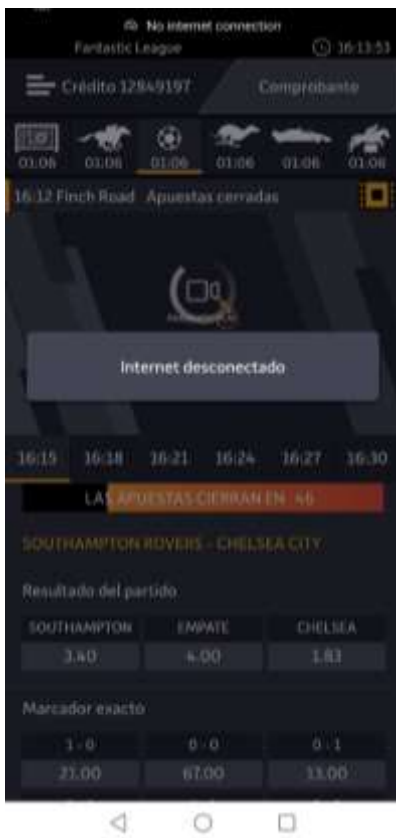 No internet connection
Fantastic League 16:13:53
Crédito 12849197 Comprobante
01:06 01:06 01:06 01:06 01:06 01:06
16:12 Finch Road Apuestas cerradas
Internet desconectado
16:15 16:18 16:21 16:24 16:27 16:30
LAS APUESTAS CIERRAN EN 46
SOUTHAMPTON ROVERS - CHELSEA CITY
Resultado del partido
SOUTHAMPTON EMPATE CHELSEA
3.40 4.00 1.83
Marcador exacto
1 - 0 0 - 0 0 - 1
21.00 67.00 13.00